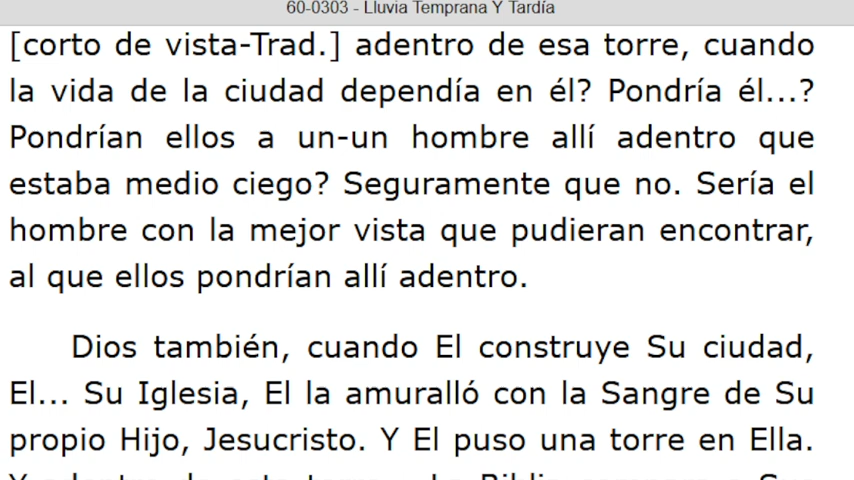 60-0303 - Lluvia Temprana Y Tardía
[corto de vista-Trad.] adentro de esa torre, cuando
la vida de la ciudad dependía en él? Pondría él...?
Pondrían ellos a un-un hombre allí adentro que
estaba medio ciego? Seguramente que no. Sería el
hombre con la mejor vista que pudieran encontrar,
al que ellos pondrían allí adentro.
Dios también, cuando El construye Su ciudad,
El... Su Iglesia, El la amuralló con la Sangre de Su
propio Hijo, Jesucristo. Y El puso una torre en Ella.